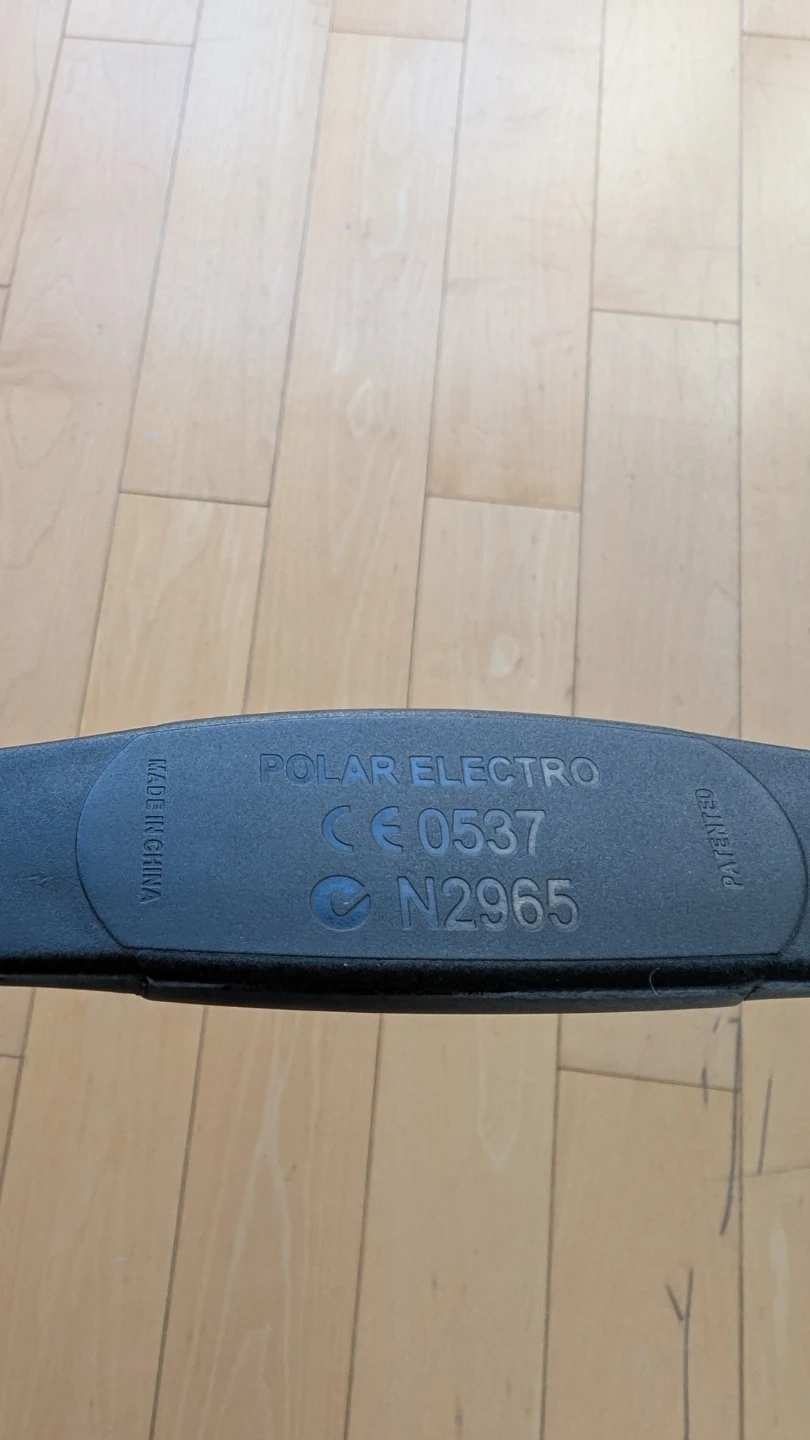 POLAR ELECTRO
CE 0537
N2965
MADE IN CHINA
PATENTED